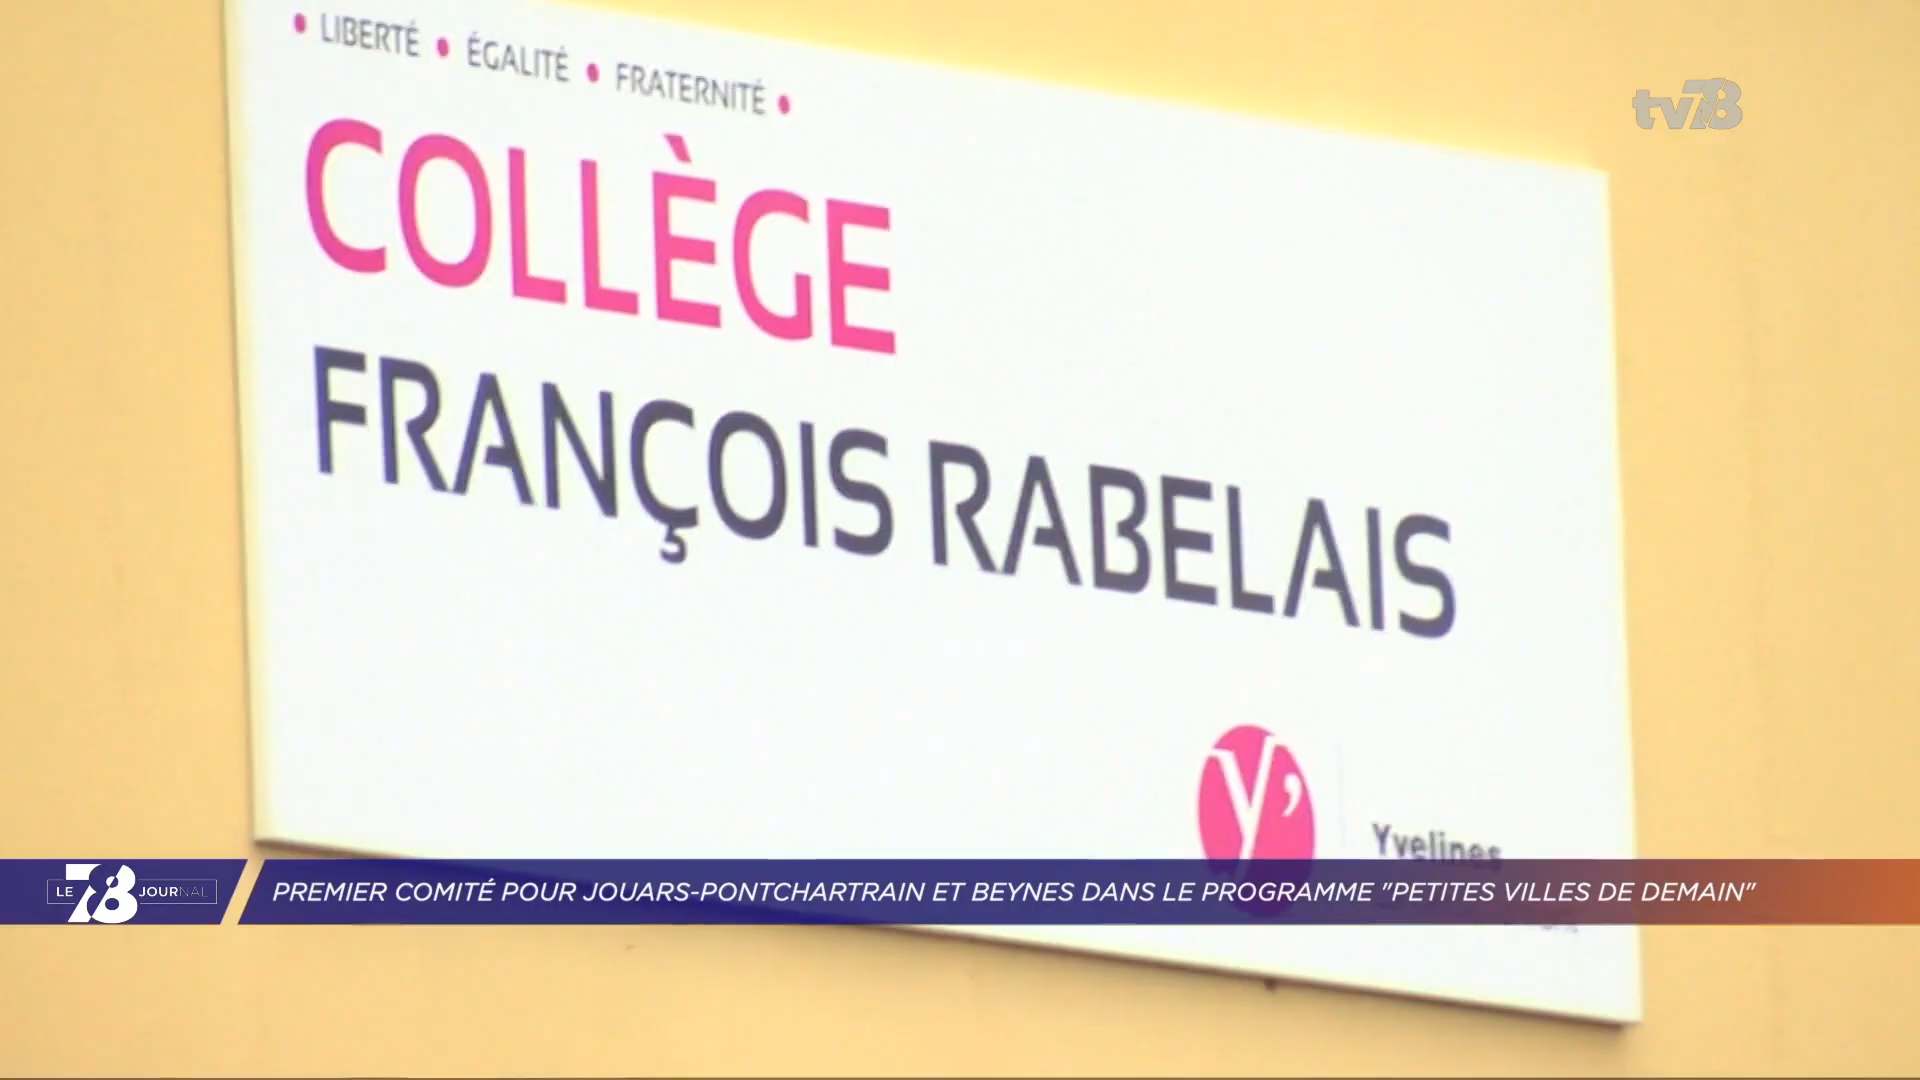 • LIBERTÉ • ÉGALITÉ • FRATERNITÉ •
tv78
COLLÈGE
FRANÇOIS RABELAIS
Y'
Yvelines
LE 78 JOURNAL
PREMIER COMITÉ POUR JOUARS-PONTCHARTRAIN ET BEYNES DANS LE PROGRAMME "PETITES VILLES DE DEMAIN"